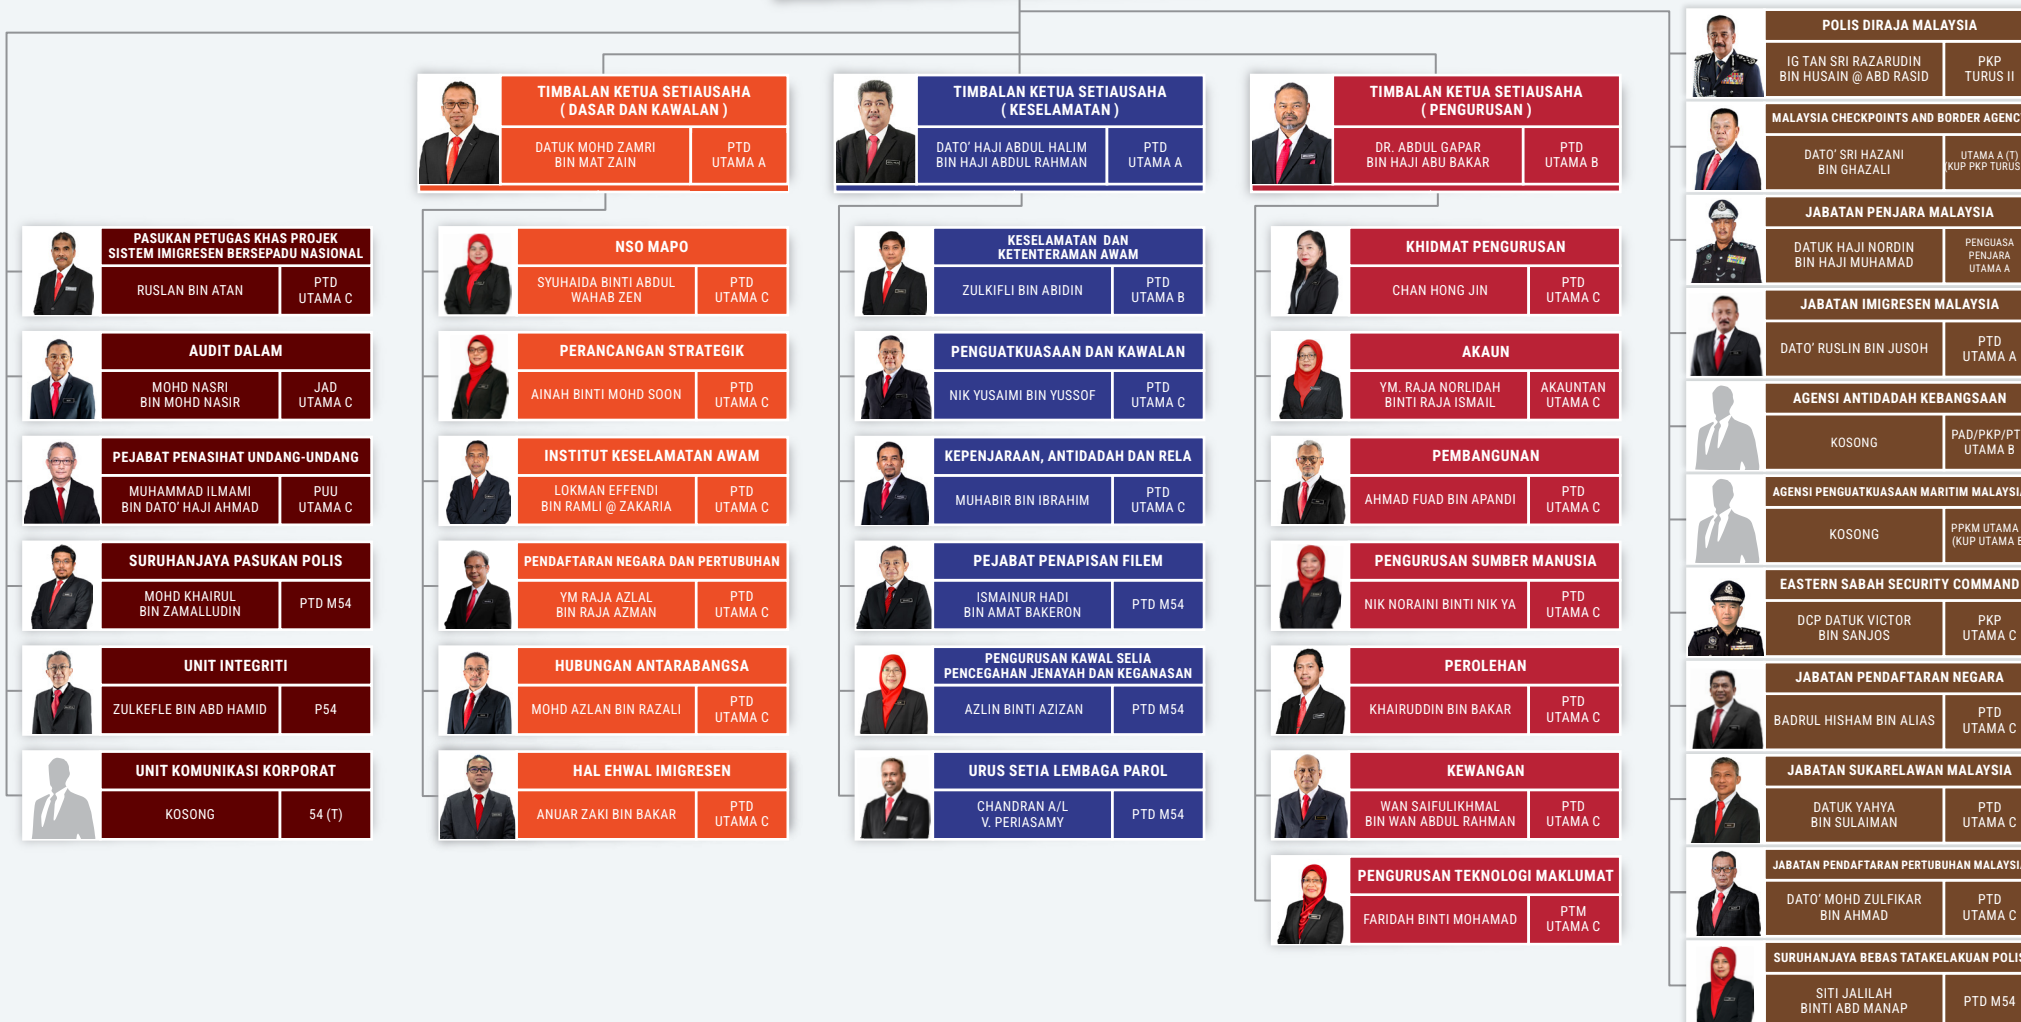 TIMBALAN KETUA SETIAUSAHA
( DASAR DAN KAWALAN )
DATUK MOHD ZAMRI
BIN MAT ZAIN
PTD
UTAMA A
TIMBALAN KETUA SETIAUSAHA
( KESELAMATAN )
DATO' HAJI ABDUL HALIM
BIN HAJI ABDUL RAHMAN
PTD
UTAMA A
TIMBALAN KETUA SETIAUSAHA
( PENGURUSAN )
DR. ABDUL GAPAR
BIN HAJI ABU BAKAR
PTD
UTAMA B
PASUKAN PETUGAS KHAS PROJEK
SISTEM IMIGRESEN BERSEPADU NASIONAL
RUSLAN BIN ATAN
PTD
UTAMA C
AUDIT DALAM
MOHD NASRI
BIN MOHD NASIR
JAD
UTAMA C
PEJABAT PENASIHAT UNDANG-UNDANG
MUHAMMAD ILMAMI
BIN DATO' HAJI AHMAD
PUU
UTAMA C
SURUHANJAYA PASUKAN POLIS
MOHD KHAIRUL
BIN ZAMALLUDIN
PTD M54
UNIT INTEGRITI
ZULKEFLE BIN ABD HAMID
P54
UNIT KOMUNIKASI KORPORAT
KOSONG
54 (T)
NSO MAPO
SYUHAIDA BINTI ABDUL
WAHAB ZEN
PTD
UTAMA C
PERANCANGAN STRATEGIK
AINAH BINTI MOHD SOON
PTD
UTAMA C
INSTITUT KESELAMATAN AWAM
LOKMAN EFFENDI
BIN RAMLI @ ZAKARIA
PTD
UTAMA C
PENDAFTARAN NEGARA DAN PERTUBUHAN
YM RAJA AZLAL
BIN RAJA AZMAN
PTD
UTAMA C
HUBUNGAN ANTARABANGSA
MOHD AZLAN BIN RAZALI
PTD
UTAMA C
HAL EHWAL IMIGRESEN
ANUAR ZAKI BIN BAKAR
PTD
UTAMA C
KESELAMATAN DAN
KETENTERAMAN AWAM
ZULKIFLI BIN ABIDIN
PTD
UTAMA B
PENGUATKUASAAN DAN KAWALAN
NIK YUSAIMI BIN YUSSOF
PTD
UTAMA C
KEPENJARAAN, ANTIDADAH DAN RELA
MUHABIR BIN IBRAHIM
PTD
UTAMA C
PEJABAT PENAPISAN FILEM
ISMAINUR HADI
BIN AMAT BAKERON
PTD M54
PENGURUSAN KAWAL SELIA
PENCEGAHAN JENAYAH DAN KEGANASAN
AZLIN BINTI AZIZAN
PTD M54
URUS SETIA LEMBAGA PAROL
CHANDRAN A/L
V. PERIASAMY
PTD M54
KHIDMAT PENGURUSAN
CHAN HONG JIN
PTD
UTAMA C
AKAUN
YM. RAJA NORLIDAH
BINTI RAJA ISMAIL
AKAUNTAN
UTAMA C
PEMBANGUNAN
AHMAD FUAD BIN APANDI
PTD
UTAMA C
PENGURUSAN SUMBER MANUSIA
NIK NORAINI BINTI NIK YA
PTD
UTAMA C
PEROLEHAN
KHAIRUDDIN BIN BAKAR
PTD
UTAMA C
KEWANGAN
WAN SAIFULIKHMAL
BIN WAN ABDUL RAHMAN
PTD
UTAMA C
PENGURUSAN TEKNOLOGI MAKLUMAT
FARIDAH BINTI MOHAMAD
PTM
UTAMA C
POLIS DIRAJA MALAYSIA
IG TAN SRI RAZARUDIN
BIN HUSAIN @ ABD RASID
PKP
TURUS II
MALAYSIA CHECKPOINTS AND BORDER AGENC
DATO' SRI HAZANI
BIN GHAZALI
UTAMA A (T)
(KUP PKP TURUS
JABATAN PENJARA MALAYSIA
DATUK HAJI NORDIN
BIN HAJI MUHAMAD
PENGUASA
PENJARA
UTAMA A
JABATAN IMIGRESEN MALAYSIA
DATO' RUSLIN BIN JUSOH
PTD
UTAMA A
AGENSI ANTIDADAH KEBANGSAAN
KOSONG
PAD/PKP/PT
UTAMA B
AGENSI PENGUATKUASAAN MARITIM MALAYSIA
KOSONG
PPKM UTAMA
(KUP UTAMA B
EASTERN SABAH SECURITY COMMAND
DCP DATUK VICTOR
BIN SANJOS
PKP
UTAMA C
JABATAN PENDAFTARAN NEGARA
BADRUL HISHAM BIN ALIAS
PTD
UTAMA C
JABATAN SUKARELAWAN MALAYSIA
DATUK YAHYA
BIN SULAIMAN
PTD
UTAMA C
JABATAN PENDAFTARAN PERTUBUHAN MALAYSIA
DATO' MOHD ZULFIKAR
BIN AHMAD
PTD
UTAMA C
SURUHANJAYA BEBAS TATAKELAKUAN POLIS
SITI JALILAH
BINTI ABD MANAP
PTD M54